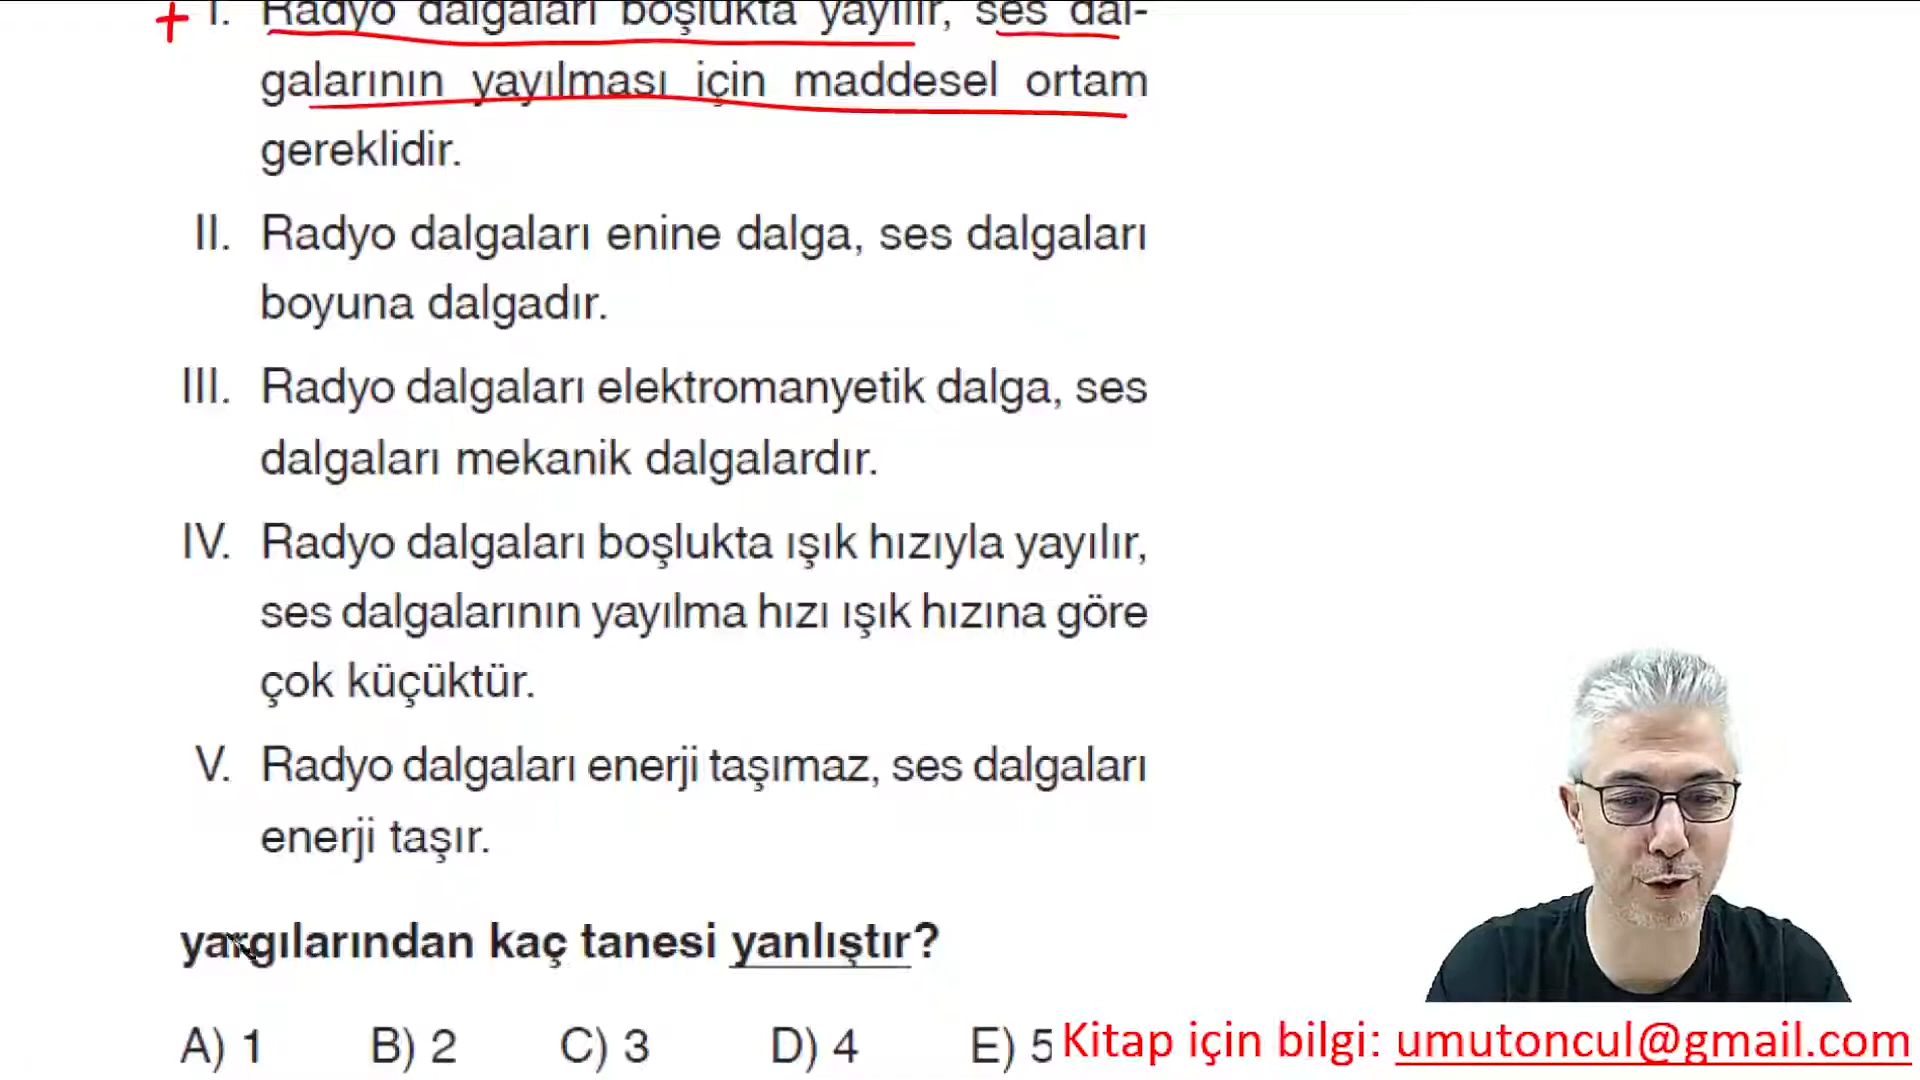 I. Radyo dalgaları boşlukta yayılır, ses dal-
galarının yayılması için maddesel ortam
gereklidir.
II. Radyo dalgaları enine dalga, ses dalgaları
boyuna dalgadır.
III. Radyo dalgaları elektromanyetik dalga, ses
dalgaları mekanik dalgalardır.
IV. Radyo dalgaları boşlukta ışık hızıyla yayılır,
ses dalgalarının yayılma hızı ışık hızına göre
çok küçüktür.
V. Radyo dalgaları enerji taşımaz, ses dalgaları
enerji taşır.
yargılarından kaç tanesi yanlıştır?
A) 1 B) 2 C) 3 D) 4 E) 5
Kitap için bilgi: umutoncul@gmail.com